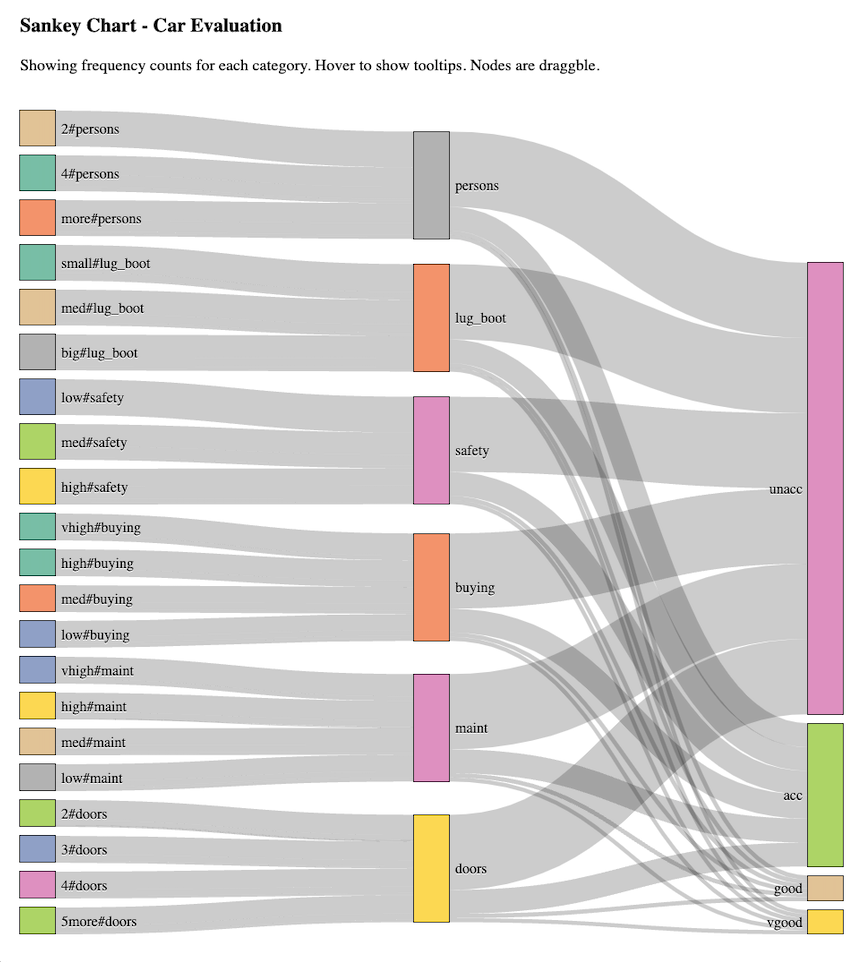 Sankey Chart - Car Evaluation
Showing frequency counts for each category. Hover to show tooltips. Nodes are draggble.
2#persons
4#persons
more#persons
small#lug_boot
med#lug_boot
big#lug_boot
low#safety
med#safety
high#safety
vhigh#buying
high#buying
med#buying
low#buying
vhigh#maint
high#maint
med#maint
low#maint
2#doors
3#doors
4#doors
5more#doors
persons
lug_boot
safety
buying
maint
doors
unacc
acc
good
vgood